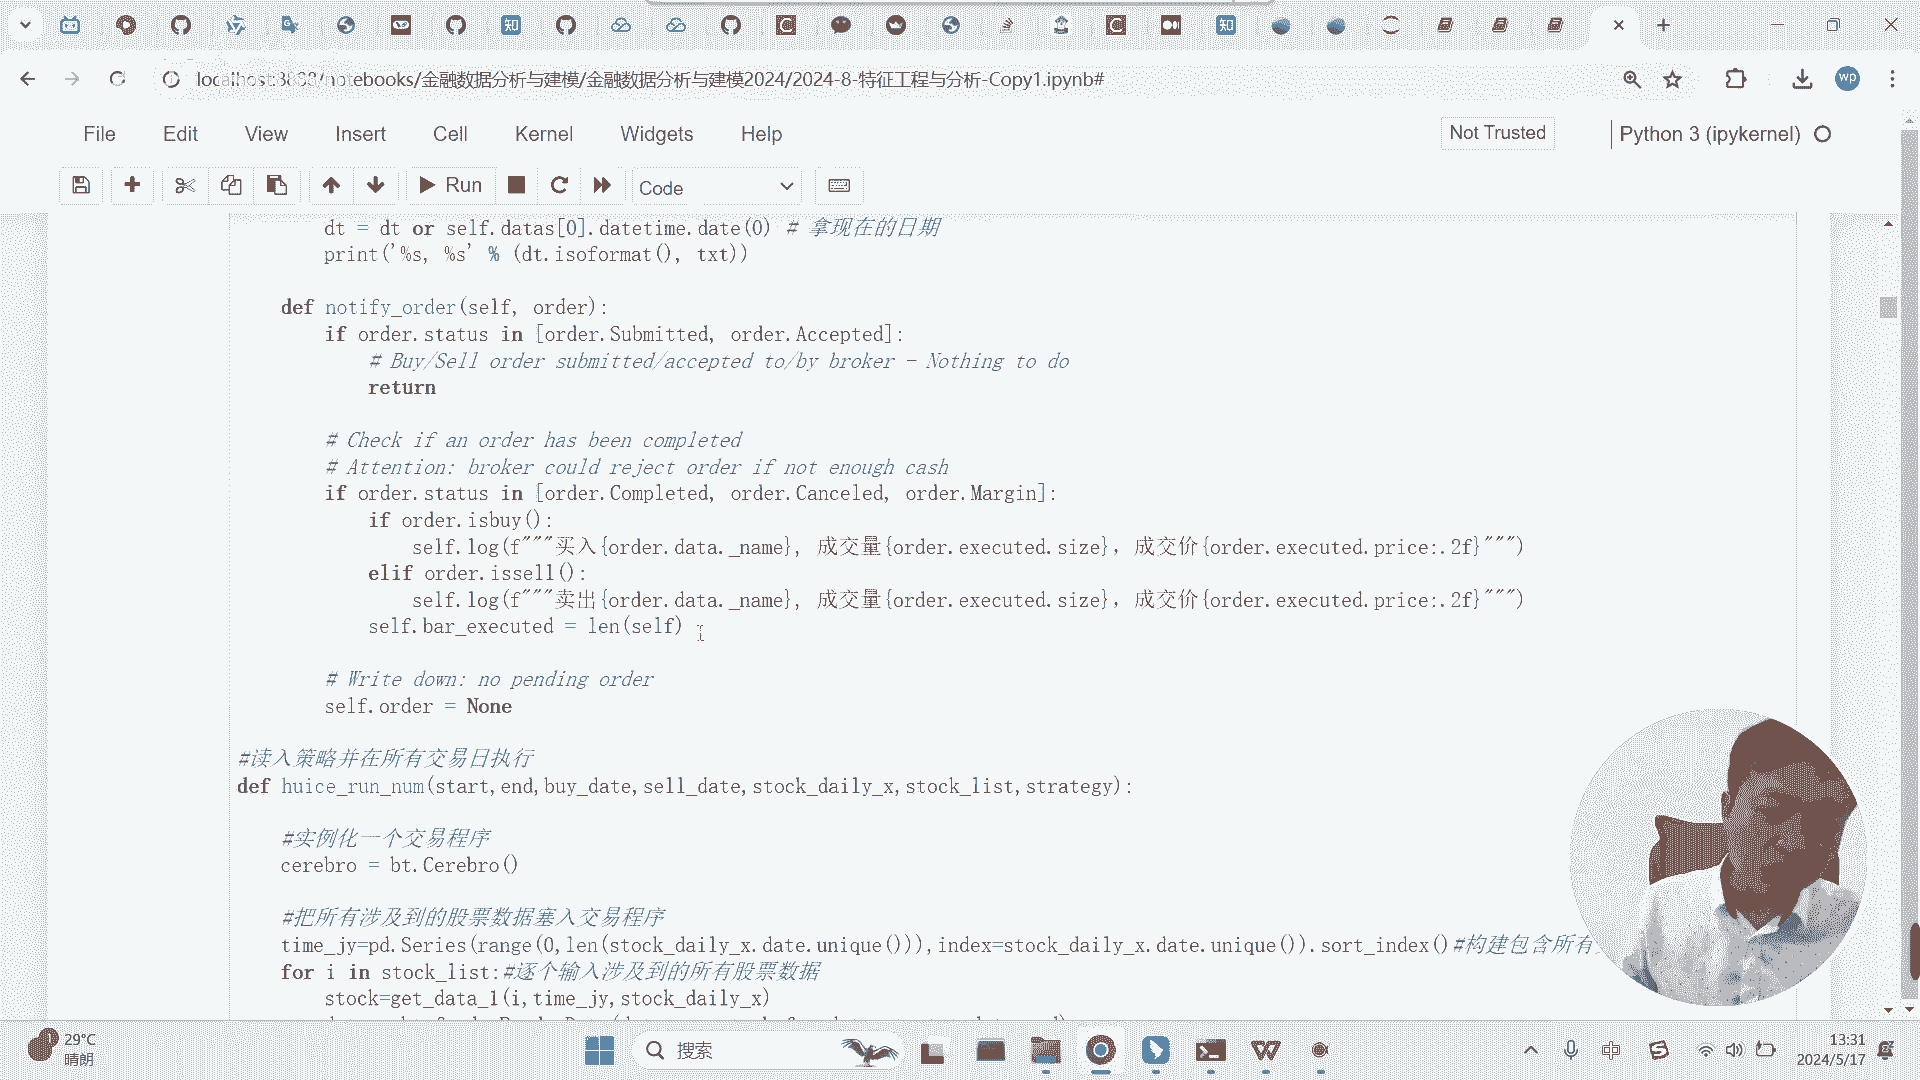 localhost:8888/notebooks/金融数据分析与建模/金融数据分析与建模2024/2024-8-特征工程与分析-Copy1.ipynb#
wp
File Edit View Insert Cell Kernel Widgets Help
Not Trusted
Python 3 (ipykernel)
Run
Code
dt = dt or self.datas[0].datetime.date(0) # 拿现在的日期
print('%s, %s' % (dt.isoformat(), txt))
def notify_order(self, order):
if order.status in [order.Submitted, order.Accepted]:
# Buy/Sell order submitted/accepted to/by broker - Nothing to do
return
# Check if an order has been completed
# Attention: broker could reject order if not enough cash
if order.status in [order.Completed, order.Canceled, order.Margin]:
if order.isbuy():
self.log(f"""买入{order.data._name}, 成交量{order.executed.size}，成交价{order.executed.price:.2f}""")
elif order.issell():
self.log(f"""卖出{order.data._name}, 成交量{order.executed.size}，成交价{order.executed.price:.2f}""")
self.bar_executed = len(self)
# Write down: no pending order
self.order = None
#读入策略并在所有交易日执行
def huice_run_num(start,end,buy_date,sell_date,stock_daily_x,stock_list,strategy):
#实例化一个交易程序
cerebro = bt.Cerebro()
#把所有涉及到的股票数据塞入交易程序
time_jy=pd.Series(range(0,len(stock_daily_x.date.unique())),index=stock_daily_x.date.unique()).sort_index()#构建包含所有
for i in stock_list:#逐个输入涉及到的所有股票数据
stock=get_data_1(i,time_jy,stock_daily_x)
29°C
晴朗
搜索
中
13:31
2024/5/17